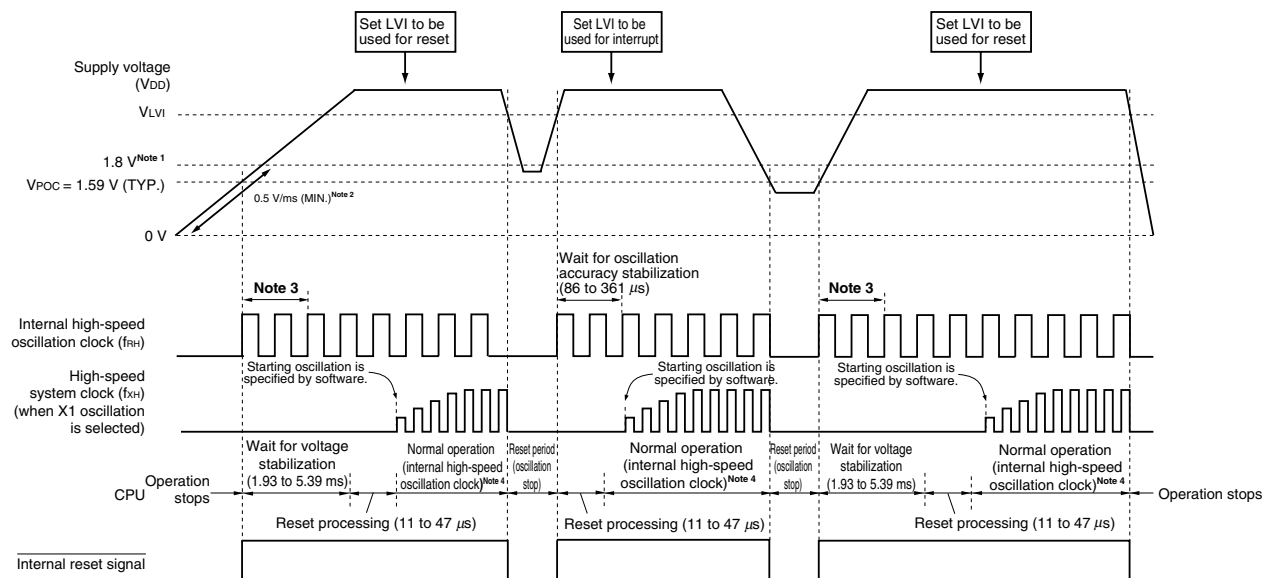 Set LVI to be
used for reset
Set LVI to be
used for interrupt
Set LVI to be
used for reset
Supply voltage
(VDD)
VLVI
1.8 V Note 1
VPOC = 1.59 V (TYP.)
0.5 V/ms (MIN.) Note 2
0 V
Wait for oscillation
accuracy stabilization
(86 to 361 μs)
Note 3
Note 3
Internal high-speed
oscillation clock (fRH)
Starting oscillation is
specified by software.
Starting oscillation is
specified by software.
Starting oscillation is
specified by software.
High-speed
system clock (fXH)
(when X1 oscillation
is selected)
Wait for voltage
stabilization
(1.93 to 5.39 ms)
Normal operation
(internal high-speed
oscillation clock) Note 4
Reset period
(oscillation
stop)
Normal operation
(internal high-speed
oscillation clock) Note 4
Reset period
(oscillation
stop)
Wait for voltage
stabilization
(1.93 to 5.39 ms)
Normal operation
(internal high-speed
oscillation clock) Note 4
CPU
Operation
stops
Operation stops
Reset processing (11 to 47 μs)
Reset processing (11 to 47 μs)
Reset processing (11 to 47 μs)
Internal reset signal